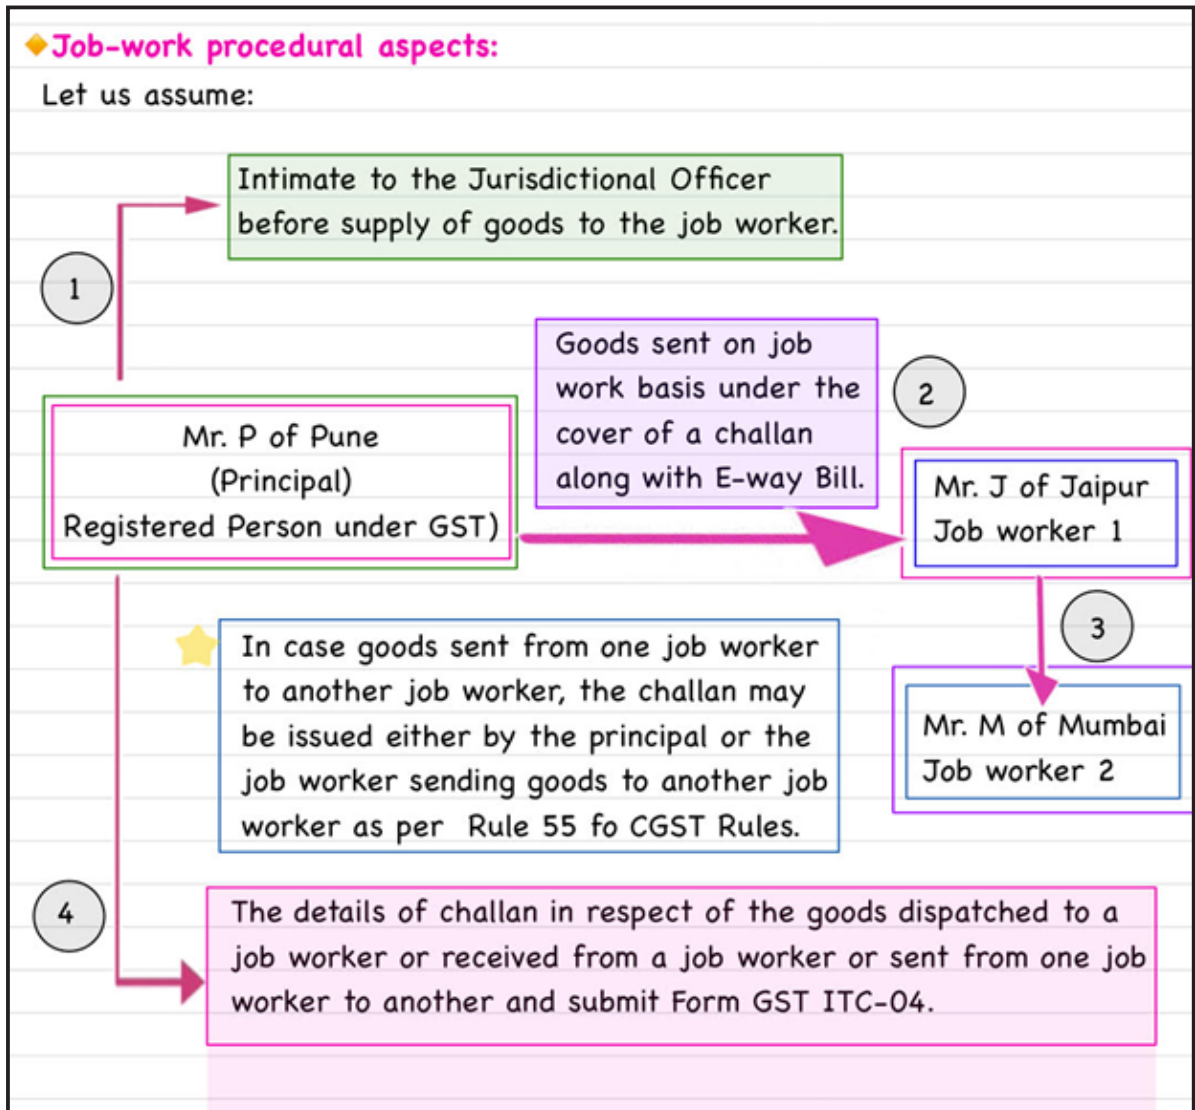 Job-work procedural aspects:
Let us assume:
Intimate to the Jurisdictional Officer
before supply of goods to the job worker.
1
Goods sent on job
work basis under the
cover of a challan
along with E-way Bill.
2
Mr. P of Pune
(Principal)
Registered Person under GST)
Mr. J of Jaipur
Job worker 1
3
In case goods sent from one job worker
to another job worker, the challan may
be issued either by the principal or the
job worker sending goods to another job
worker as per Rule 55 fo CGST Rules.
Mr. M of Mumbai
Job worker 2
4
The details of challan in respect of the goods dispatched to a
job worker or received from a job worker or sent from one job
worker to another and submit Form GST ITC-04.